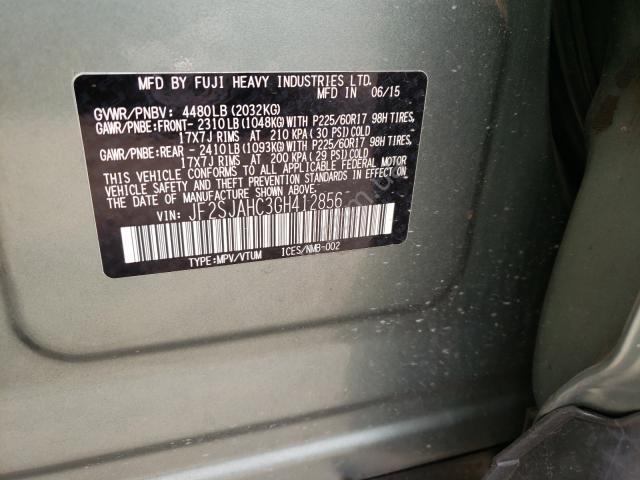 MFD BY FUJI HEAVY INDUSTRIES LTD.
MFD IN 06/15
GVWR/PNBV: 4480LB (2032KG)
GAWR/PNBE:FRONT- 2310LB(1048KG)WITH P225/60R17 98H TIRES,
17X7J RIMS AT 210 KPA(30 PSI)COLD
GAWR/PNBE:REAR - 2410LB(1093KG)WITH P225/60R17 98H TIRES,
17X7J RIMS AT 200 KPA(29 PSI)COLD
THIS VEHICLE CONFORMS TO ALL APPLICABLE FEDERAL MOTOR
VEHICLE SAFETY AND THEFT PREVENTION STANDARDS IN EFFECT ON
THE DATE OF MANUFACTURE SHOWN ABOVE.
VIN: JF2SJAHC3GH412856
TYPE:MPV/VTUM ICES/NMB-002